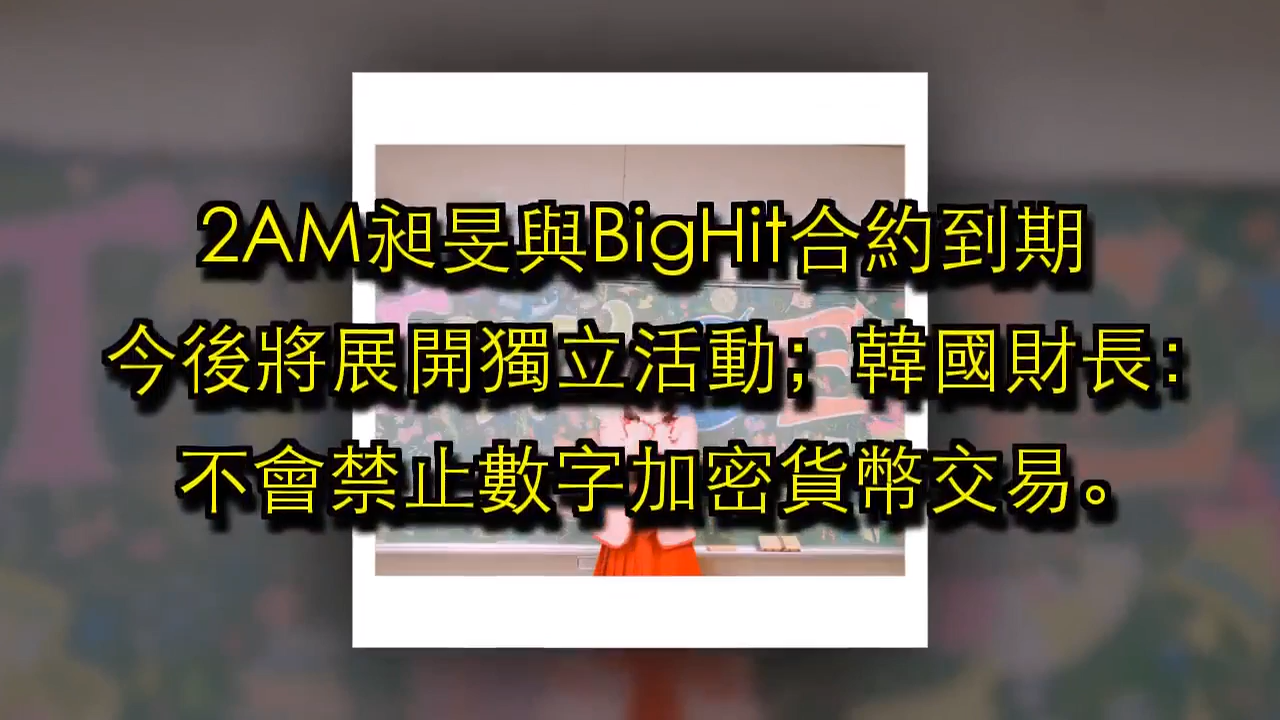 2AM昶旻與BigHit合約到期
今後將展開獨立活動；韓國財長：
不會禁止數字加密貨幣交易。